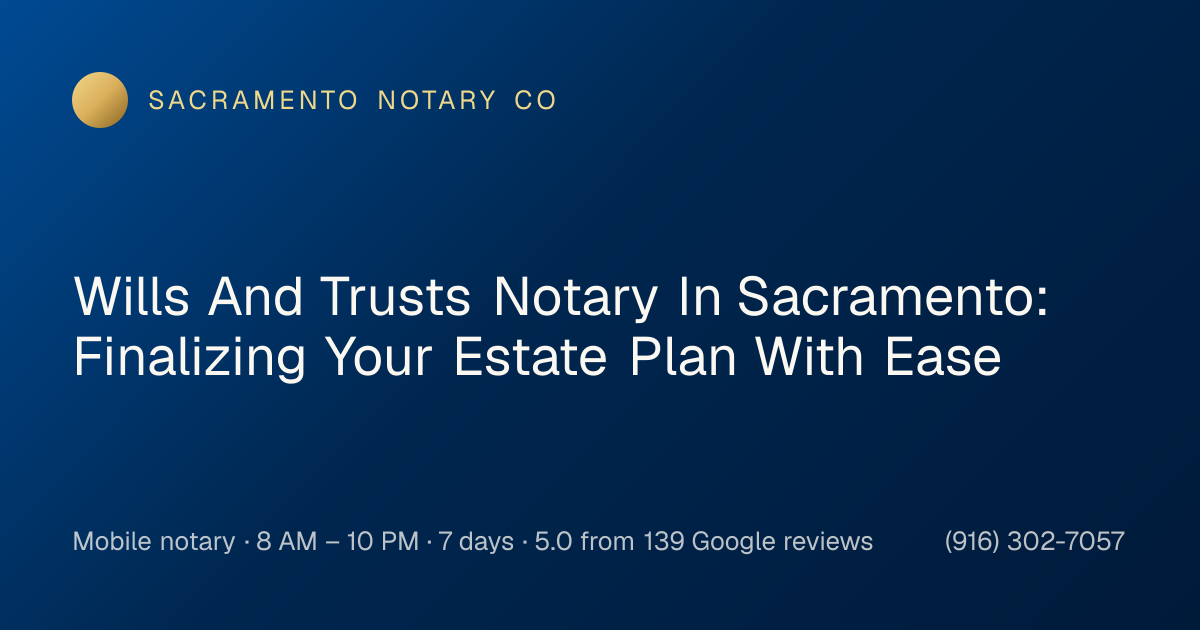 SACRAMENTO NOTARY CO
Wills And Trusts Notary In Sacramento:
Finalizing Your Estate Plan With Ease
Mobile notary · 8 AM – 10 PM · 7 days · 5.0 from 139 Google reviews
(916) 302-7057